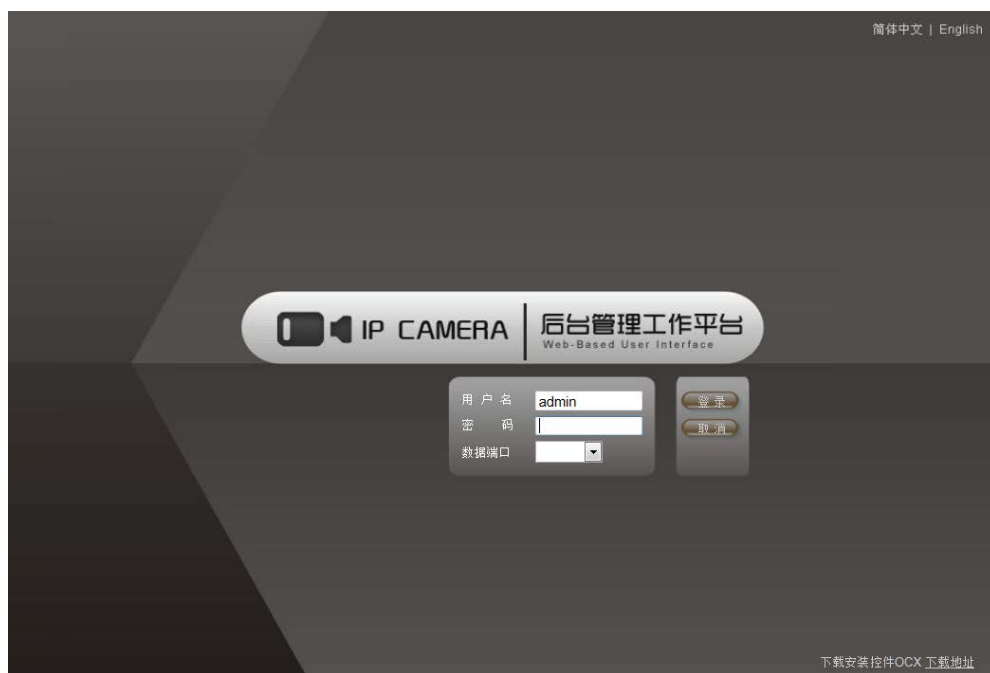 简体中文 | English
IP CAMERA
后台管理工作平台
Web-Based User Interface
用户名 admin
密码
数据端口
登录
取消
下载安装控件OCX 下载地址